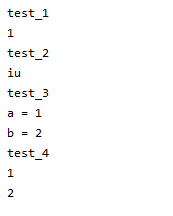 test_1
1
test_2
iu
test_3
a = 1
b = 2
test_4
1
2